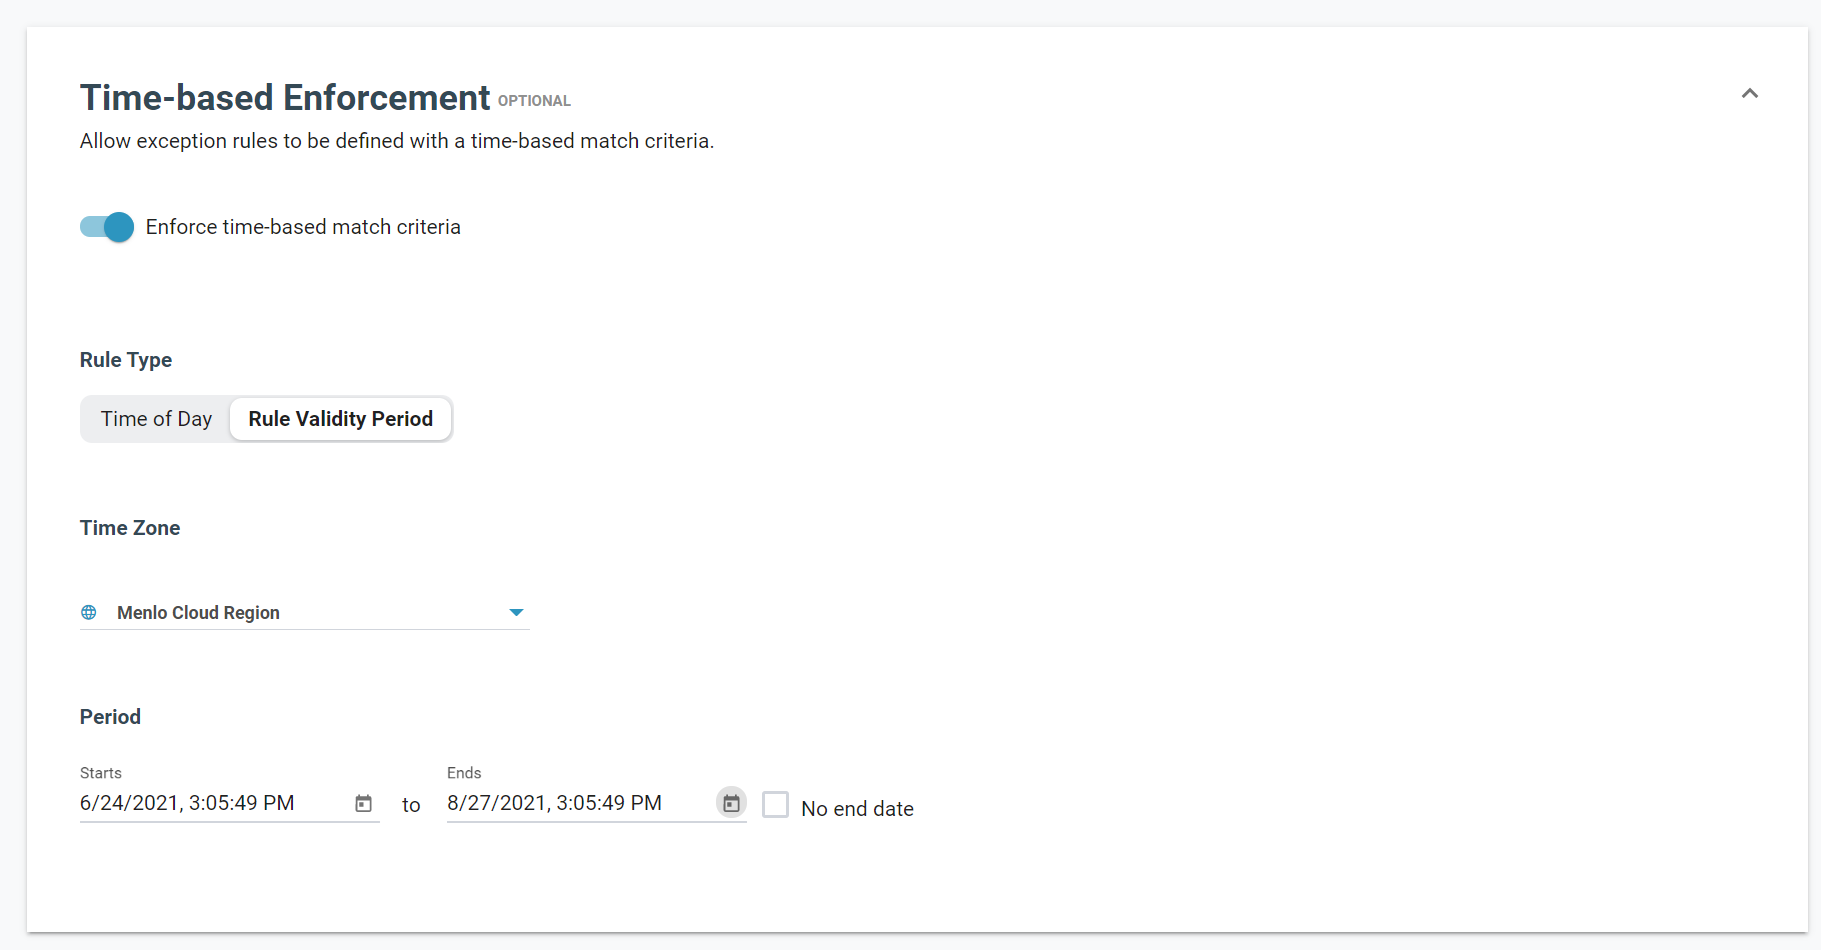 Time-based Enforcement OPTIONAL
Allow exception rules to be defined with a time-based match criteria.
Enforce time-based match criteria
Rule Type
Time of Day Rule Validity Period
Time Zone
Menlo Cloud Region
Period
Starts Ends
6/24/2021, 3:05:49 PM to 8/27/2021, 3:05:49 PM No end date